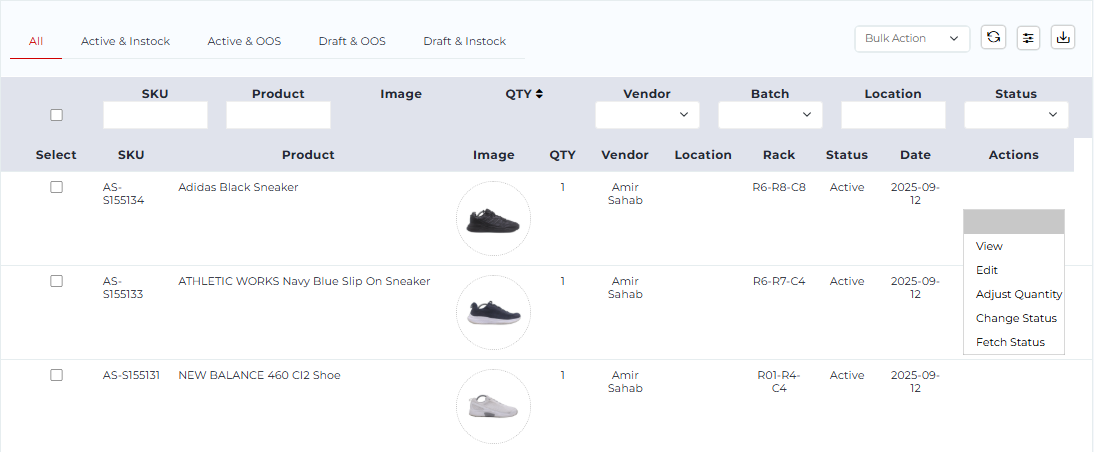 All Active & Instock Active & OOS Draft & OOS Draft & Instock Bulk Action
SKU Product Image QTY Vendor Batch Location Status
Select SKU Product Image QTY Vendor Location Rack Status Date Actions
AS- Adidas Black Sneaker 1 Amir R6-R8-C8 Active 2025-09-
S155134 Sahab 12
View
Edit
AS- ATHLETIC WORKS Navy Blue Slip On Sneaker 1 Amir R6-R7-C4 Active 2025-09-
S155133 Sahab 12
Adjust Quantity
Change Status
Fetch Status
AS-S155131 NEW BALANCE 460 CI2 Shoe 1 Amir R01-R4- Active 2025-09-
Sahab C4 12